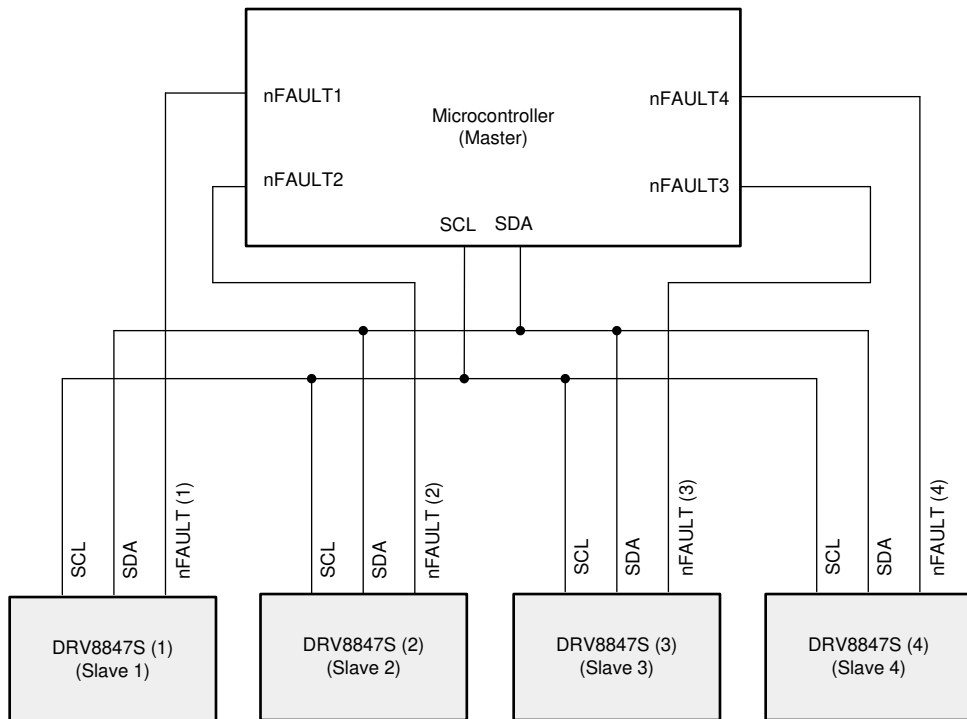 nFAULT1
nFAULT4
Microcontroller
(Master)
nFAULT2
nFAULT3
SCL
SDA
SCL
SDA
nFAULT (1)
SCL
SDA
nFAULT (2)
SCL
SDA
nFAULT (3)
SCL
SDA
nFAULT (4)
DRV8847S (1)
(Slave 1)
DRV8847S (2)
(Slave 2)
DRV8847S (3)
(Slave 3)
DRV8847S (4)
(Slave 4)